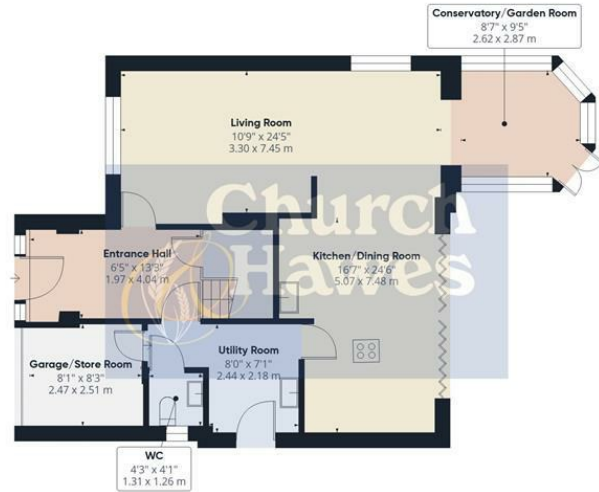 Conservatory/Garden Room
8'7" x 9'5"
2.62 x 2.87 m
Living Room
10'9" x 24'5"
3.30 x 7.45 m
Church
Hawes
Entrance Hall
6'5" x 13'3"
1.97 x 4.04 m
Kitchen/Dining Room
16'7" x 24'6"
5.07 x 7.48 m
Garage/Store Room
8'1" x 8'3"
2.47 x 2.51 m
Utility Room
8'0" x 7'1"
2.44 x 2.18 m
WC
4'3" x 4'1"
1.31 x 1.26 m